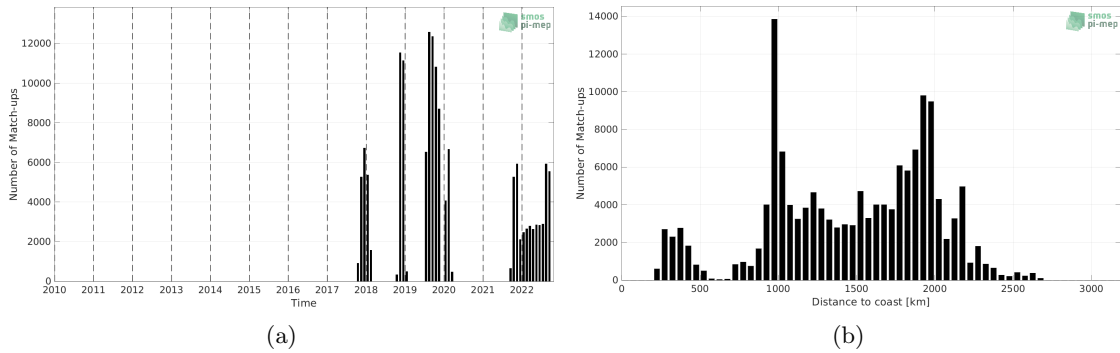 smos
pi-mep
Number of Match-ups
12000
10000
8000
6000
4000
2000
0
2010 2011 2012 2013 2014 2015 2016 2017 2018 2019 2020 2021 2022
Time
(a)
smos
pi-mep
Number of Match-ups
14000
12000
10000
8000
6000
4000
2000
0
0 500 1000 1500 2000 2500 3000
Distance to coast [km]
(b)